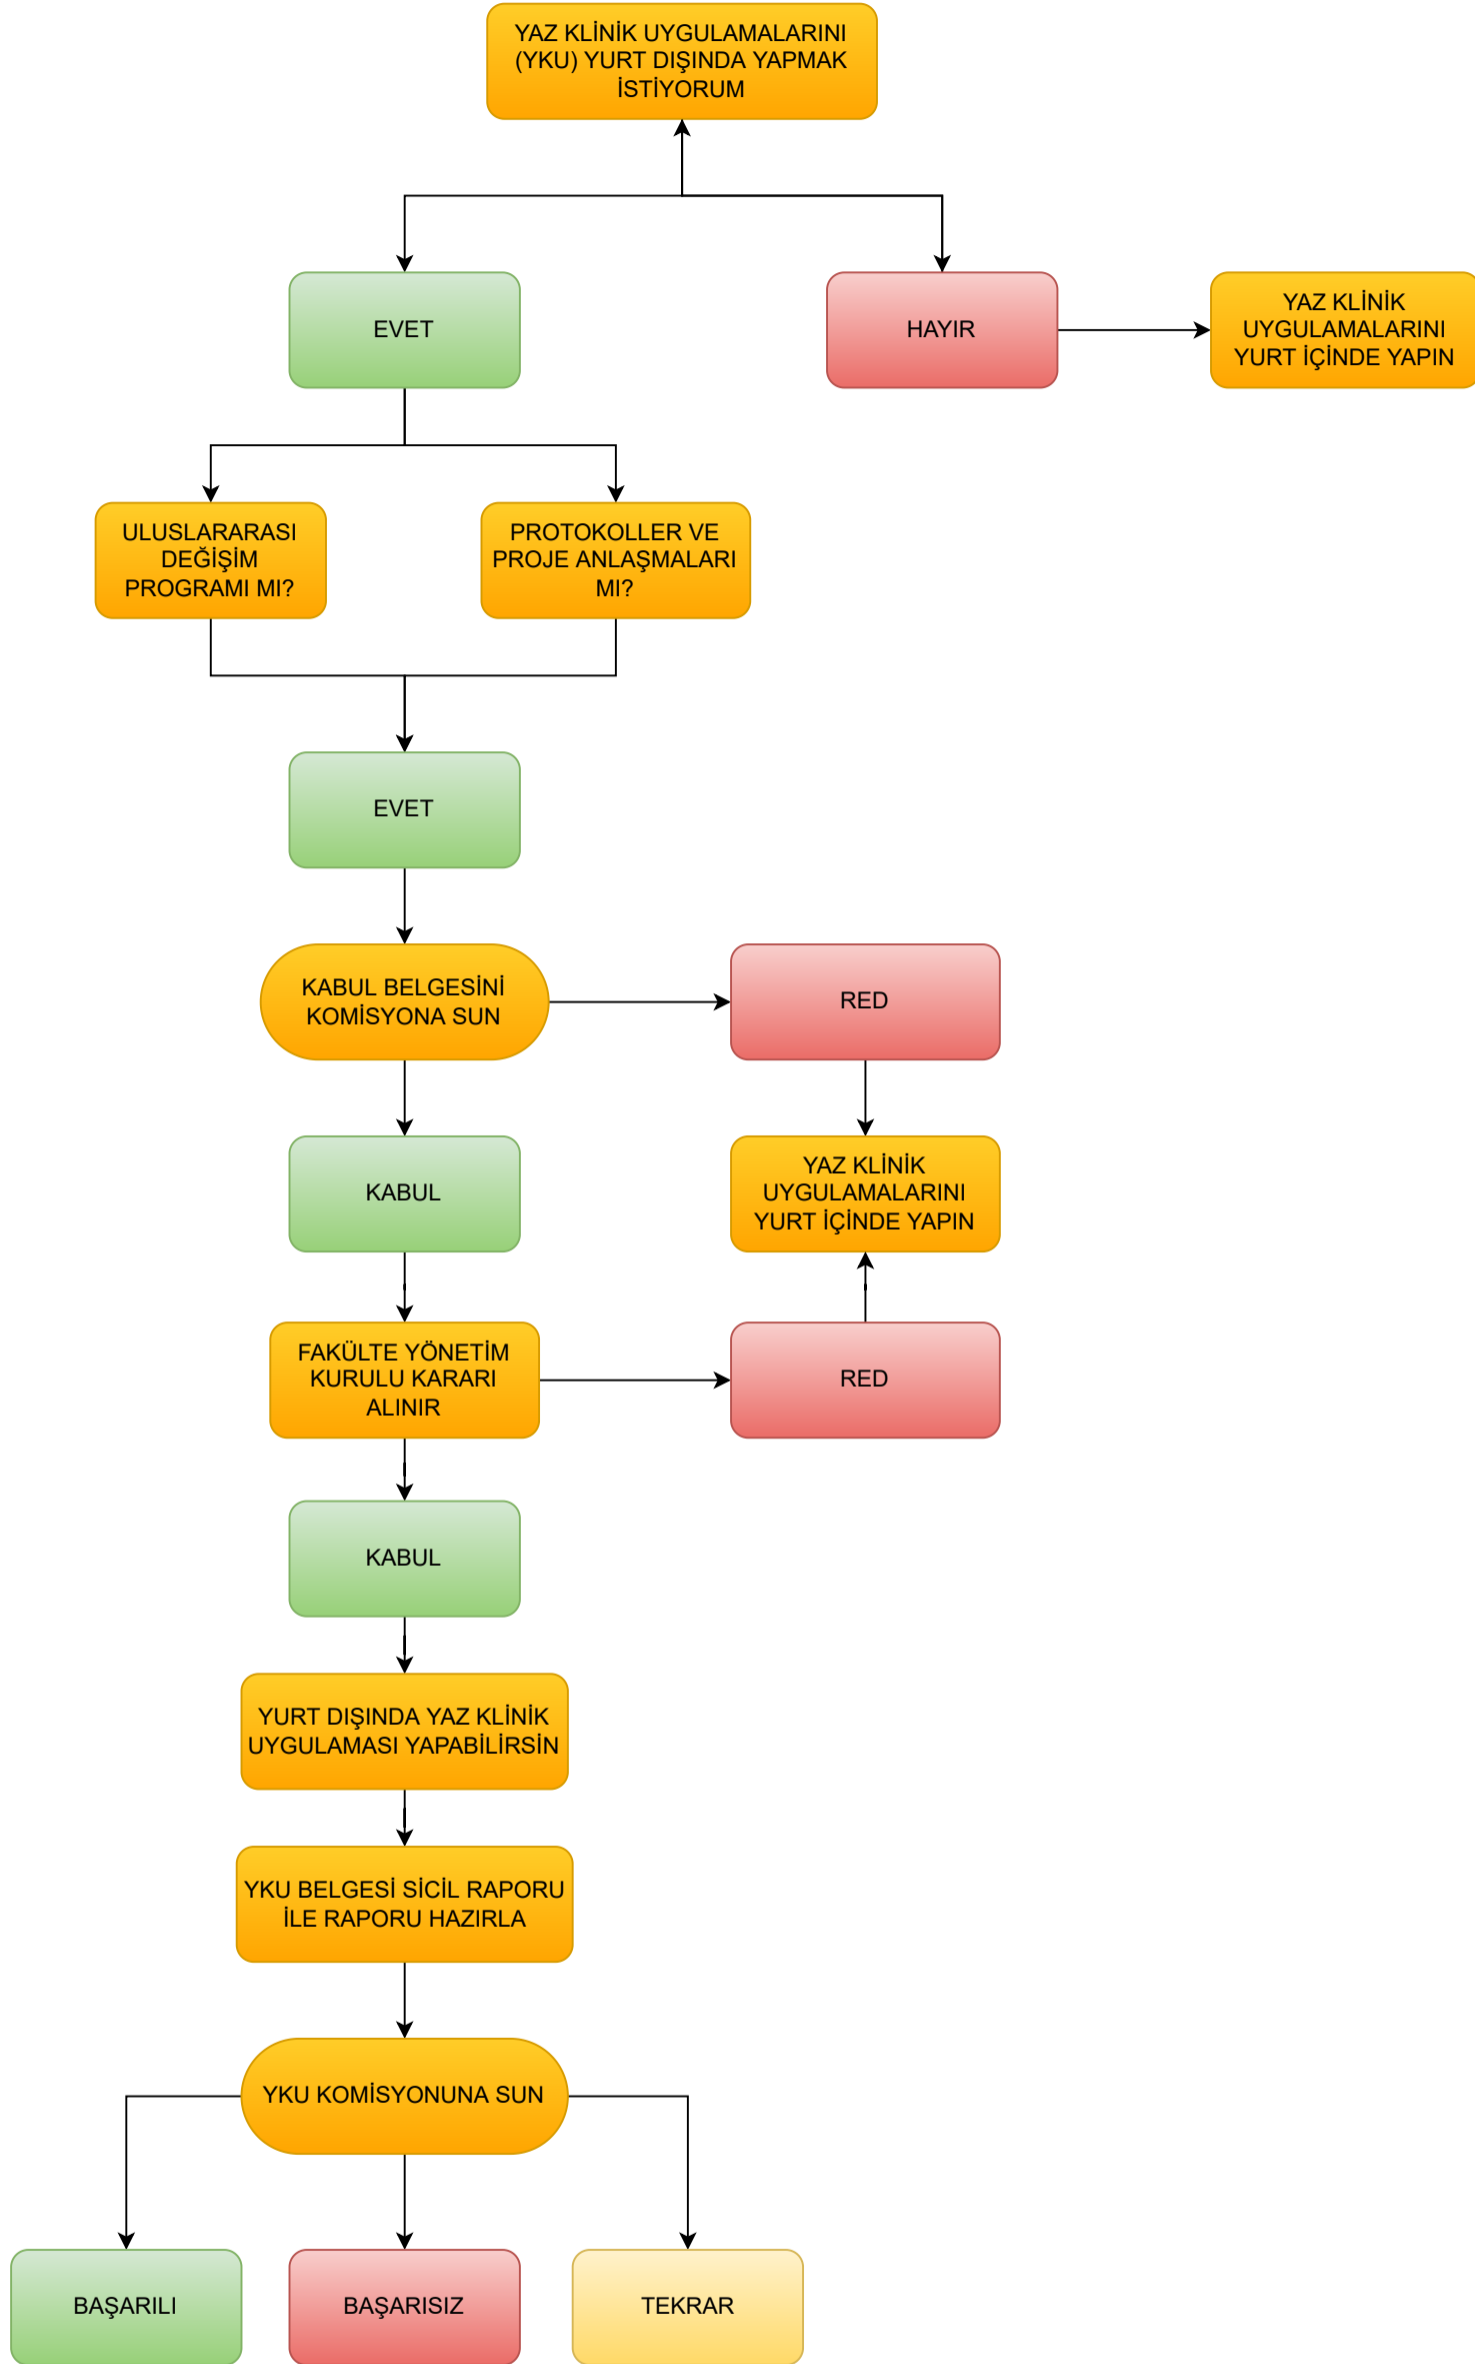 YAZ KLİNİK UYGULAMALARINI
(YKU) YURT DIŞINDA YAPMAK
İSTİYORUM
EVET
HAYIR
YAZ KLİNİK
UYGULAMALARINI
YURT İÇİNDE YAPIN
ULUSLARARASI
DEĞİŞİM
PROGRAMI MI?
PROTOKOLLER VE
PROJE ANLAŞMALARI
MI?
EVET
KABUL BELGESİNİ
KOMİSYONA SUN
RED
KABUL
YAZ KLİNİK
UYGULAMALARINI
YURT İÇİNDE YAPIN
FAKÜLTE YÖNETİM
KURULU KARARI
ALINIR
RED
KABUL
YURT DIŞINDA YAZ KLİNİK
UYGULAMASI YAPABİLİRSİN
YKU BELGESİ SİCİL RAPORU
İLE RAPORU HAZIRLA
YKU KOMİSYONUNA SUN
BAŞARILI
BAŞARISIZ
TEKRAR